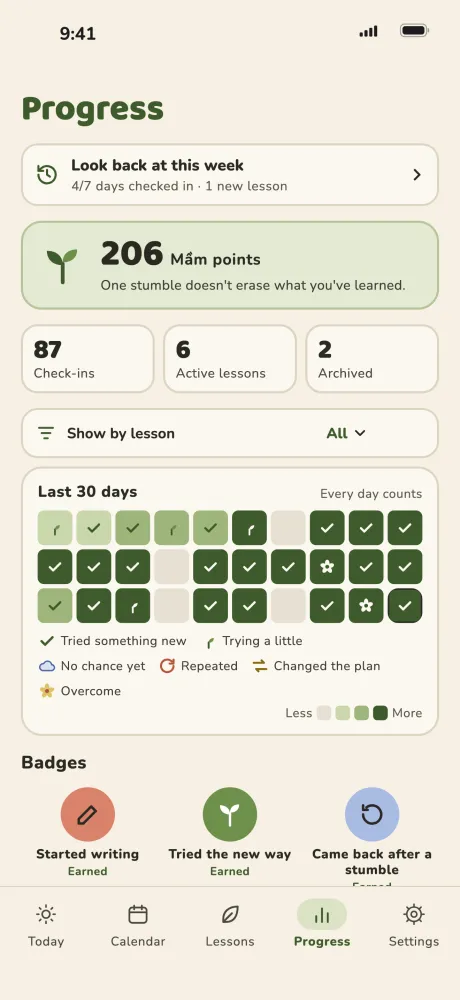 9:41
Progress
Look back at this week
4/7 days checked in · 1 new lesson
206 Mầm points
One stumble doesn't erase what you've learned.
87
Check-ins
6
Active lessons
2
Archived
Show by lesson
All
Last 30 days
Every day counts
Tried something new
Trying a little
No chance yet
Repeated
Changed the plan
Overcome
Less
More
Badges
Started writing
Earned
Tried the new way
Earned
Came back after a
stumble
Earned
Today
Calendar
Lessons
Progress
Settings